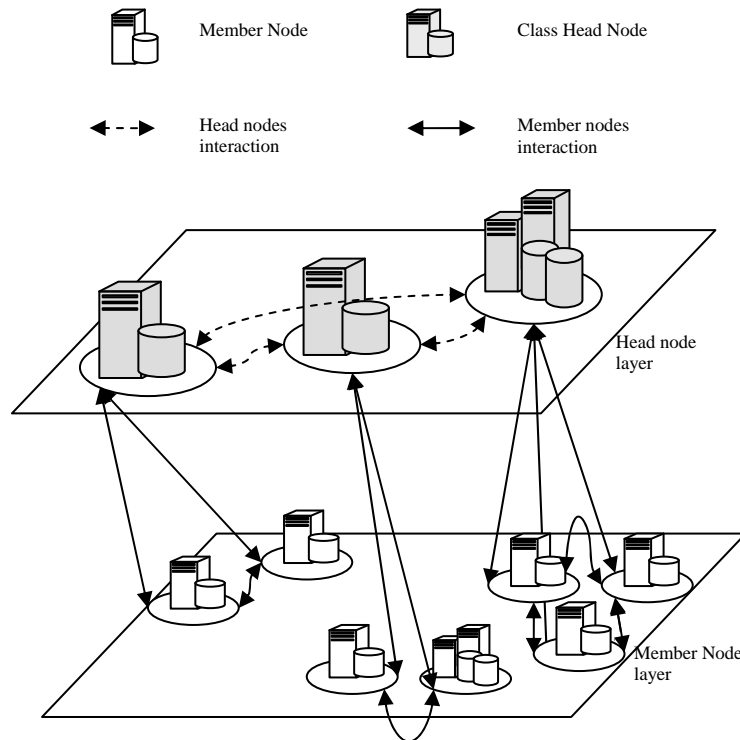 Member Node
Class Head Node
Head nodes
interaction
Member nodes
interaction
Head node
layer
Member Node
layer